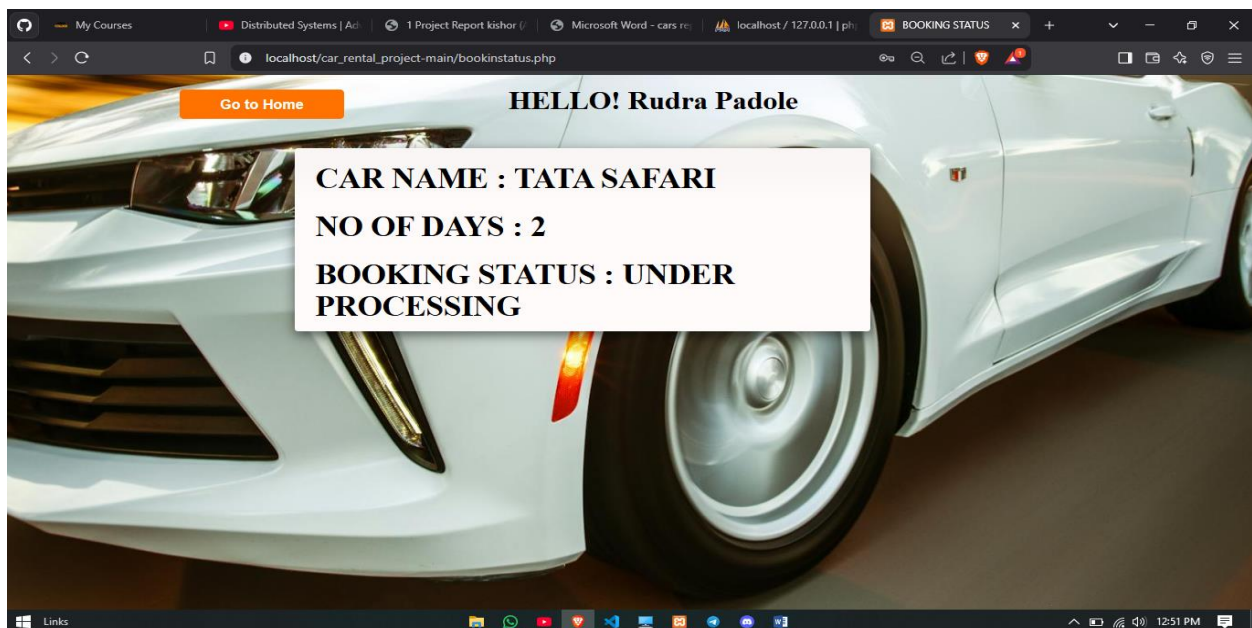 My Courses
Distributed Systems | Ad
1 Project Report kishor (
Microsoft Word - cars re
localhost / 127.0.0.1 | ph
BOOKING STATUS
localhost/car_rental_project-main/bookinstatus.php
Go to Home
HELLO! Rudra Padole
CAR NAME : TATA SAFARI
NO OF DAYS : 2
BOOKING STATUS : UNDER
PROCESSING
Links
12:51 PM